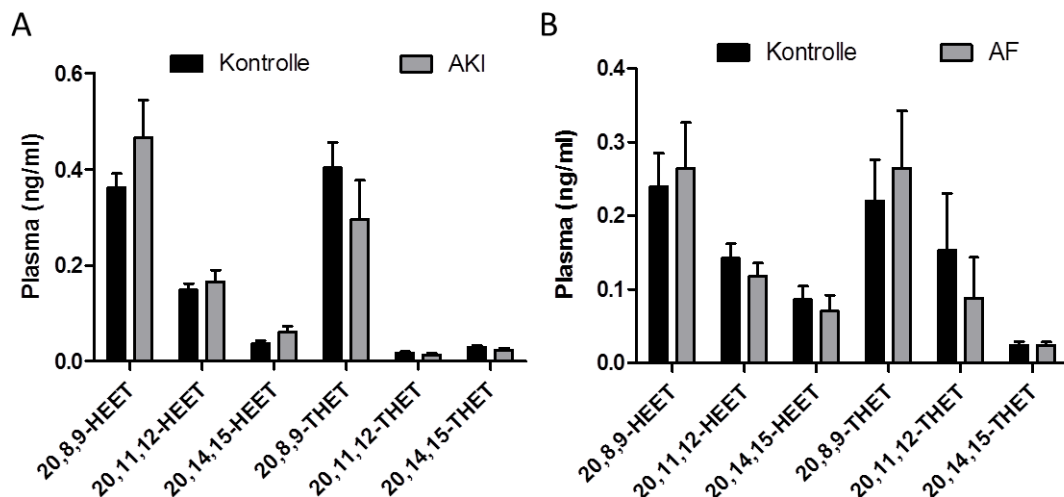 A
Kontrolle AKI
Plasma (ng/ml)
0.6
0.4
0.2
0.0
20,8,9-HEET
20,11,12-HEET
20,14,15-HEET
20,8,9-THET
20,11,12-THET
20,14,15-THET
B
Kontrolle AF
Plasma (ng/ml)
0.4
0.3
0.2
0.1
0.0
20,8,9-HEET
20,11,12-HEET
20,14,15-HEET
20,8,9-THET
20,11,12-THET
20,14,15-THET